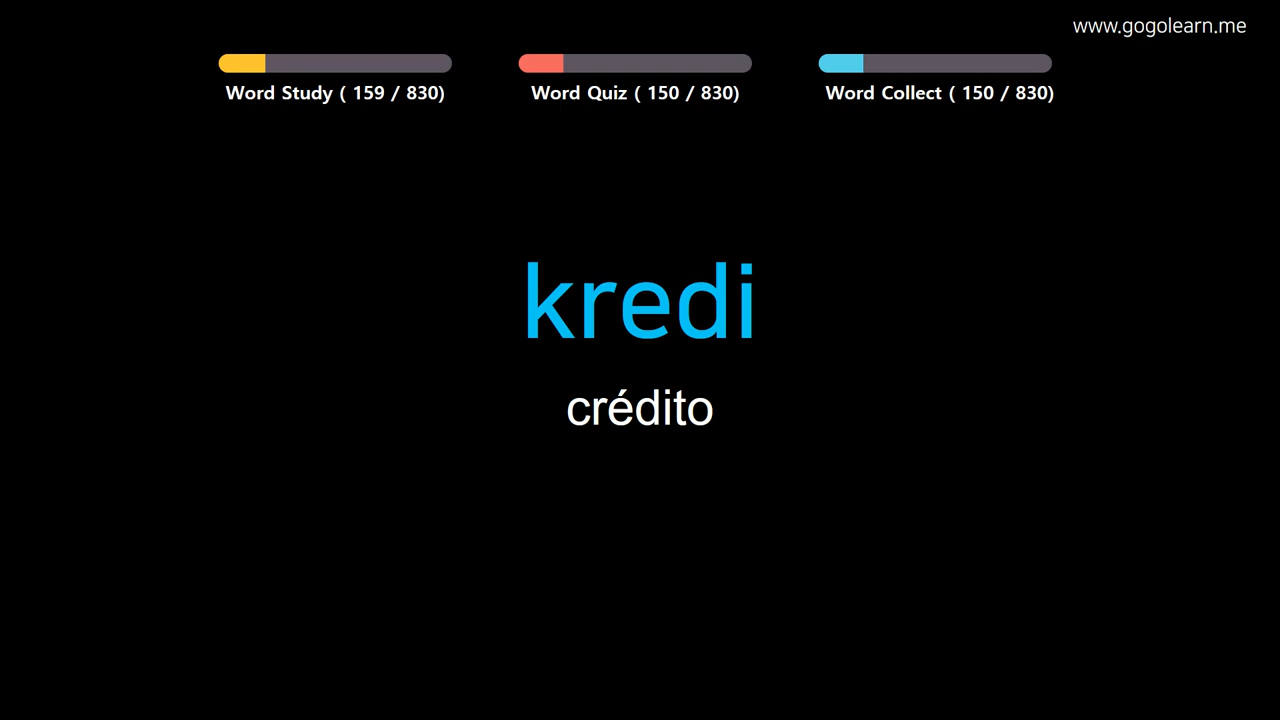 www.gogolearn.me
Word Study ( 159 / 830)
Word Quiz ( 150 / 830)
Word Collect ( 150 / 830)
kredi
crédito